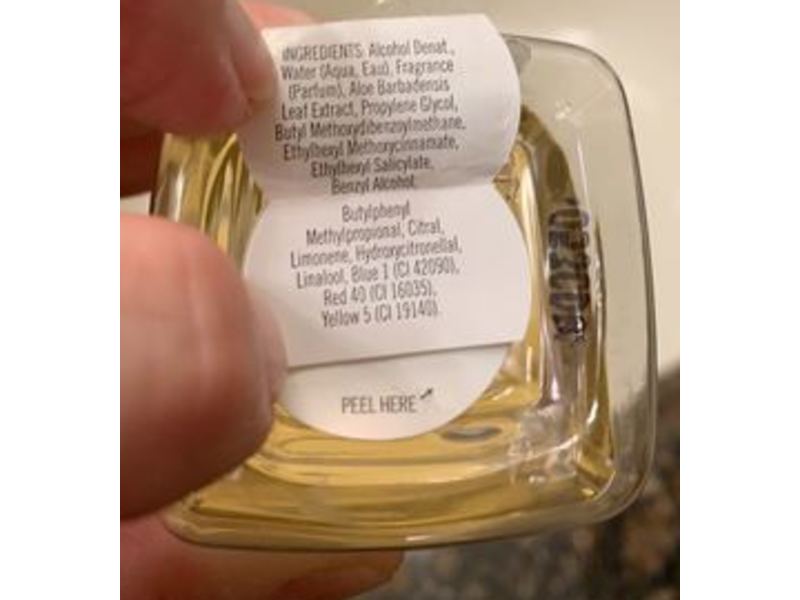 INGREDIENTS: Alcohol Denat.,
Water (Aqua, Eau), Fragrance
(Parfum), Aloe Barbadensis
Leaf Extract, Propylene Glycol,
Butyl Methoxydibenzoylmethane,
Ethylhexyl Methoxycinnamate,
Ethylhexyl Salicylate,
Benzyl Alcohol,
Butylphenyl
Methylpropional, Citral,
Limonene, Hydroxycitronellal,
Linalool, Blue 1 (CI 42090),
Red 40 (CI 16035),
Yellow 5 (CI 19140).
PEEL HERE